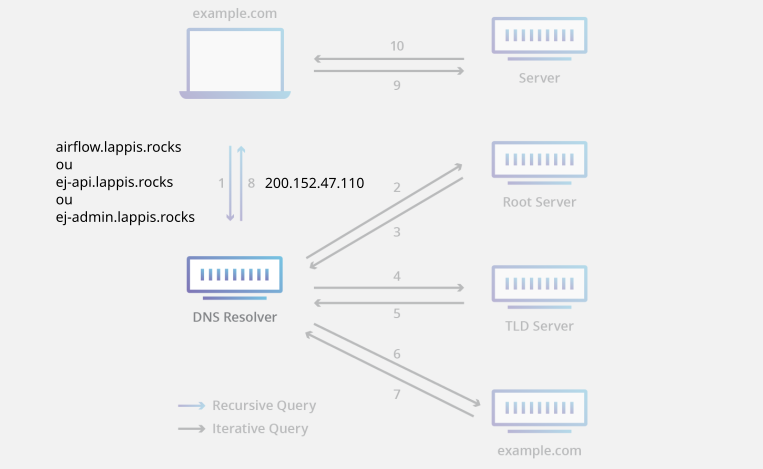 example.com
10
9
Server
airflow.lappis.rocks
ou
ej-api.lappis.rocks
ou
ej-admin.lappis.rocks
1
8
200.152.47.110
2
3
Root Server
DNS Resolver
4
5
TLD Server
6
7
example.com
Recursive Query
Iterative Query